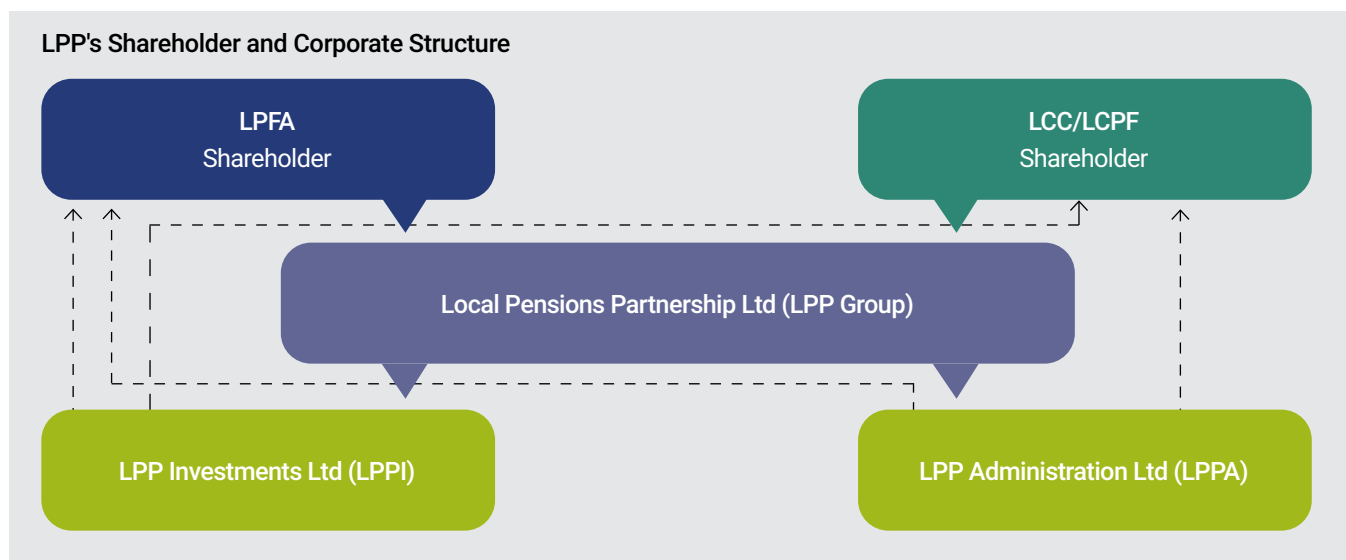 LPP's Shareholder and Corporate Structure
LPFA
Shareholder
LCC/LCPF
Shareholder
Local Pensions Partnership Ltd (LPP Group)
LPP Investments Ltd (LPPI)
LPP Administration Ltd (LPPA)